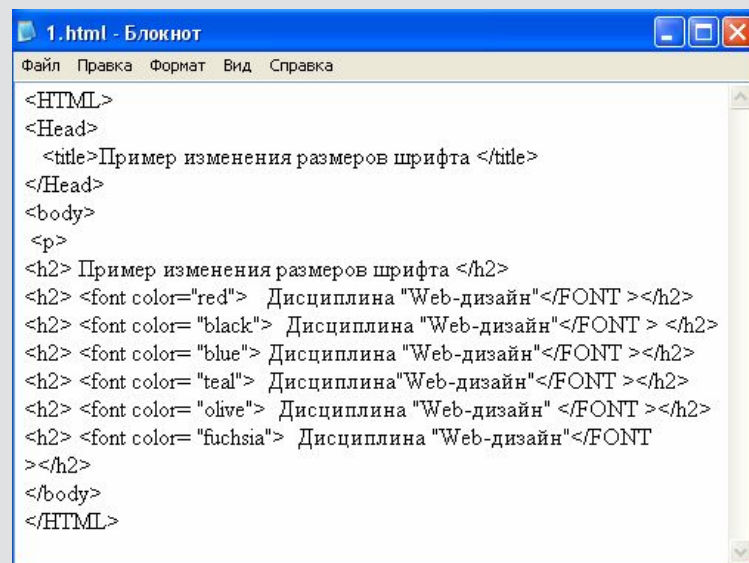 1.html - Блокнот
Файл Правка Формат Вид Справка
<HTML>
<Head>
<title>Пример изменения размеров шрифта </title>
</Head>
<body>
<p>
<h2> Пример изменения размеров шрифта </h2>
<h2> <font color="red">   Дисциплина "Web-дизайн"</FONT ></h2>
<h2> <font color= "black">  Дисциплина "Web-дизайн"</FONT > </h2>
<h2> <font color= "blue"> Дисциплина "Web-дизайн"</FONT ></h2>
<h2> <font color= "teal">  Дисциплина"Web-дизайн"</FONT ></h2>
<h2> <font color= "olive">  Дисциплина "Web-дизайн" </FONT ></h2>
<h2> <font color= "fuchsia">  Дисциплина "Web-дизайн"</FONT
></h2>
</body>
</HTML>